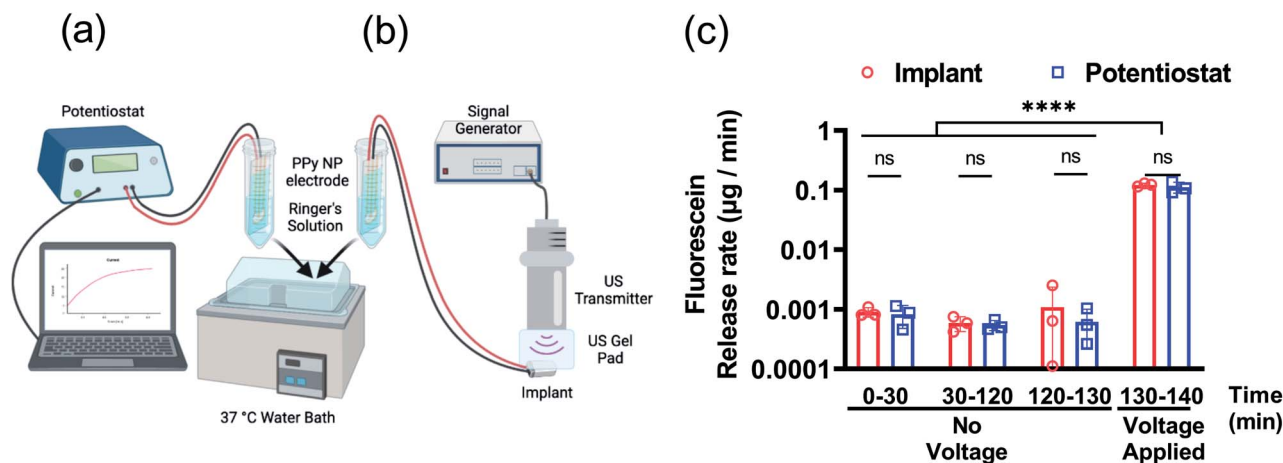 (a)
Potentiostat
PPy NP
electrode
Ringer's
Solution
37 °C Water Bath
(b)
Signal
Generator
US
Transmitter
US Gel
Pad
Implant
(c)
Implant
Potentiostat
****
ns
ns
ns
ns
Fluorescein
Release rate (µg / min)
1
0.1
0.01
0.001
0.0001
0-30
30-120
120-130
130-140
Time
(min)
No
Voltage
Voltage
Applied